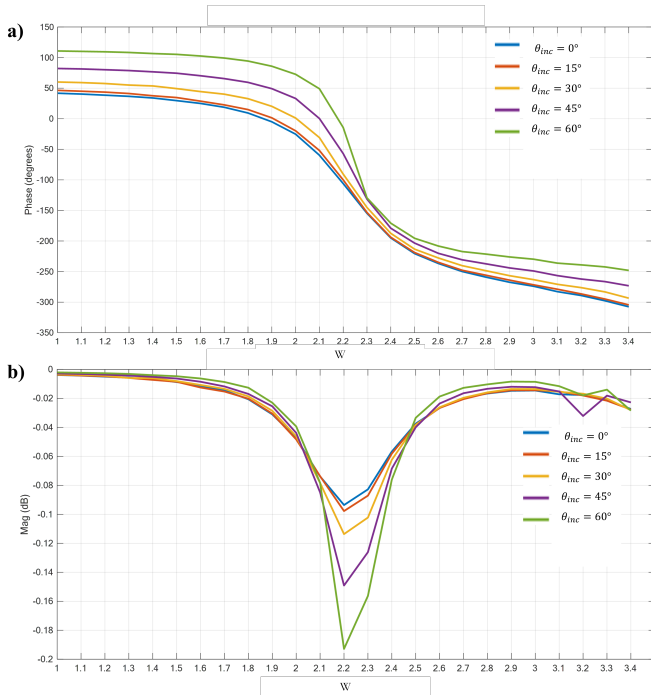 a)
150
100
50
0
-50
-100
-150
-200
-250
-300
-350
Phase (degrees)
θinc = 0°
θinc = 15°
θinc = 30°
θinc = 45°
θinc = 60°
1 1.1 1.2 1.3 1.4 1.5 1.6 1.7 1.8 1.9 2 2.1 2.2 2.3 2.4 2.5 2.6 2.7 2.8 2.9 3 3.1 3.2 3.3 3.4
W
b)
0
-0.02
-0.04
-0.06
-0.08
-0.1
-0.12
-0.14
-0.16
-0.18
-0.2
Mag (dB)
θinc = 0°
θinc = 15°
θinc = 30°
θinc = 45°
θinc = 60°
1 1.1 1.2 1.3 1.4 1.5 1.6 1.7 1.8 1.9 2 2.1 2.2 2.3 2.4 2.5 2.6 2.7 2.8 2.9 3 3.1 3.2 3.3 3.4
W